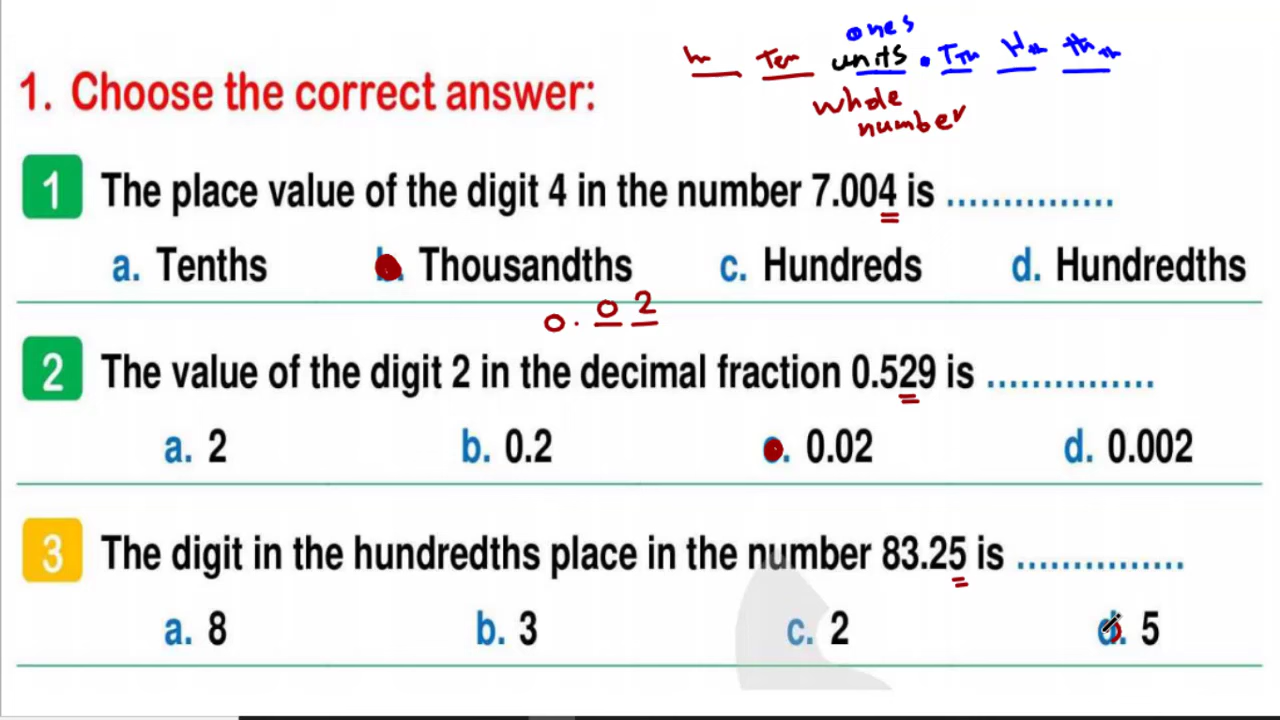 ones
h Ten units . Tth Hth thth
whole
number
1. Choose the correct answer:
1 The place value of the digit 4 in the number 7.004 is ...............
a. Tenths b. Thousandths c. Hundreds d. Hundredths
0.02
2 The value of the digit 2 in the decimal fraction 0.529 is ...............
a. 2 b. 0.2 c. 0.02 d. 0.002
3 The digit in the hundredths place in the number 83.25 is ...............
a. 8 b. 3 c. 2 d. 5